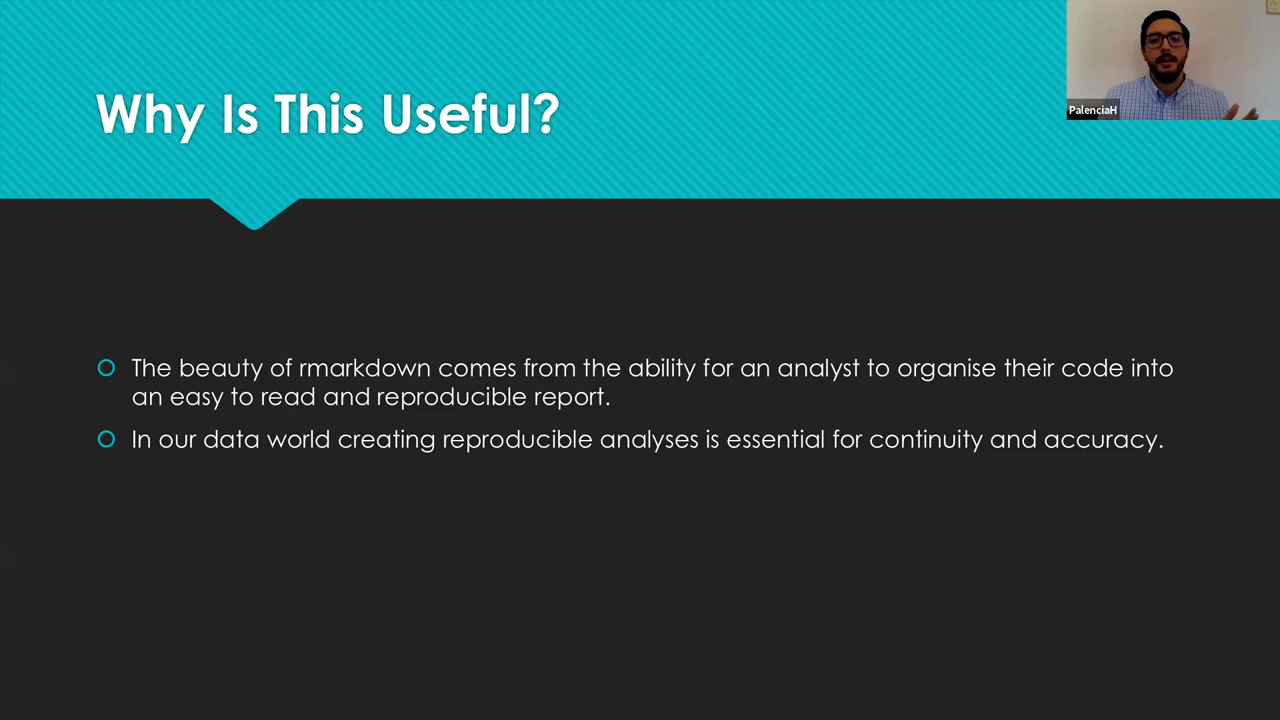 Why Is This Useful?
PalenciaH
The beauty of rmarkdown comes from the ability for an analyst to organise their code into
an easy to read and reproducible report.
In our data world creating reproducible analyses is essential for continuity and accuracy.